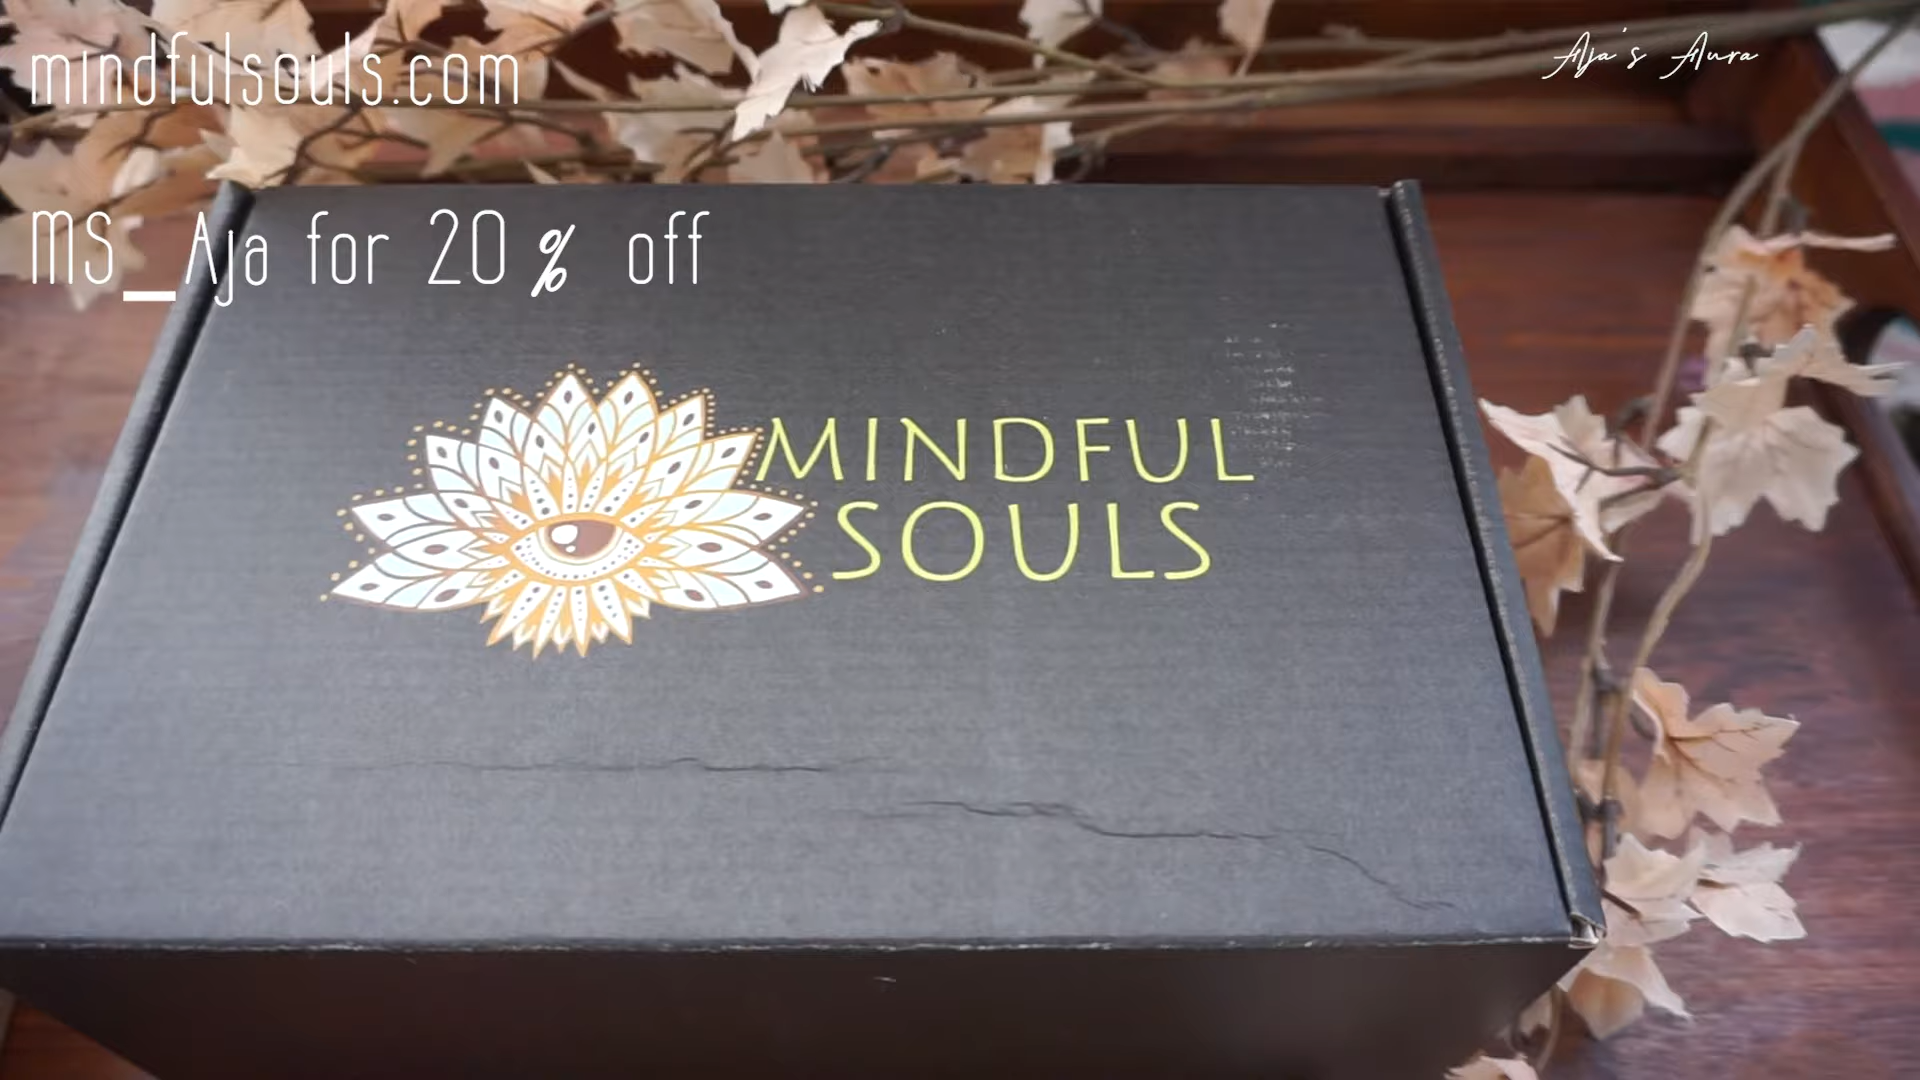 mindfulsouls.com
Aja's Aura
MS_Aja for 20% off
MINDFUL
SOULS